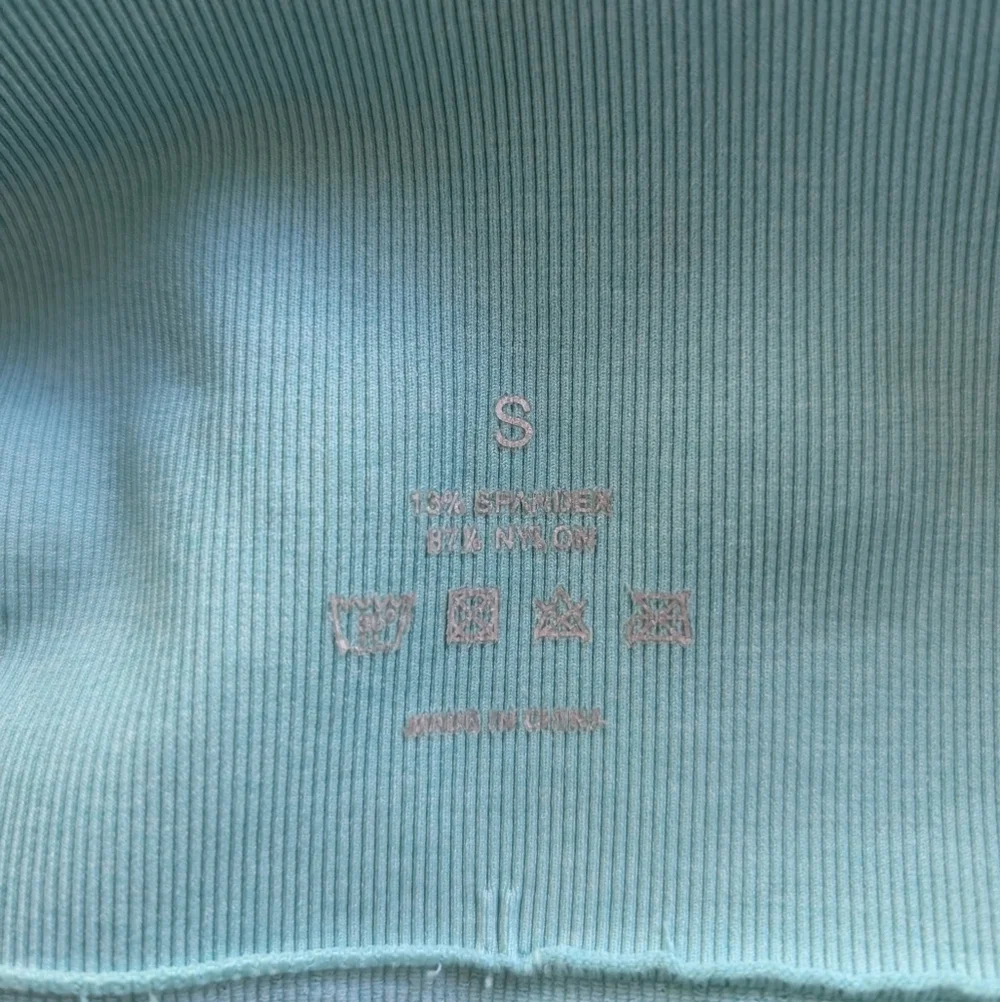 S
13% SPANDEX
87% NYLON
MADE IN CHINA